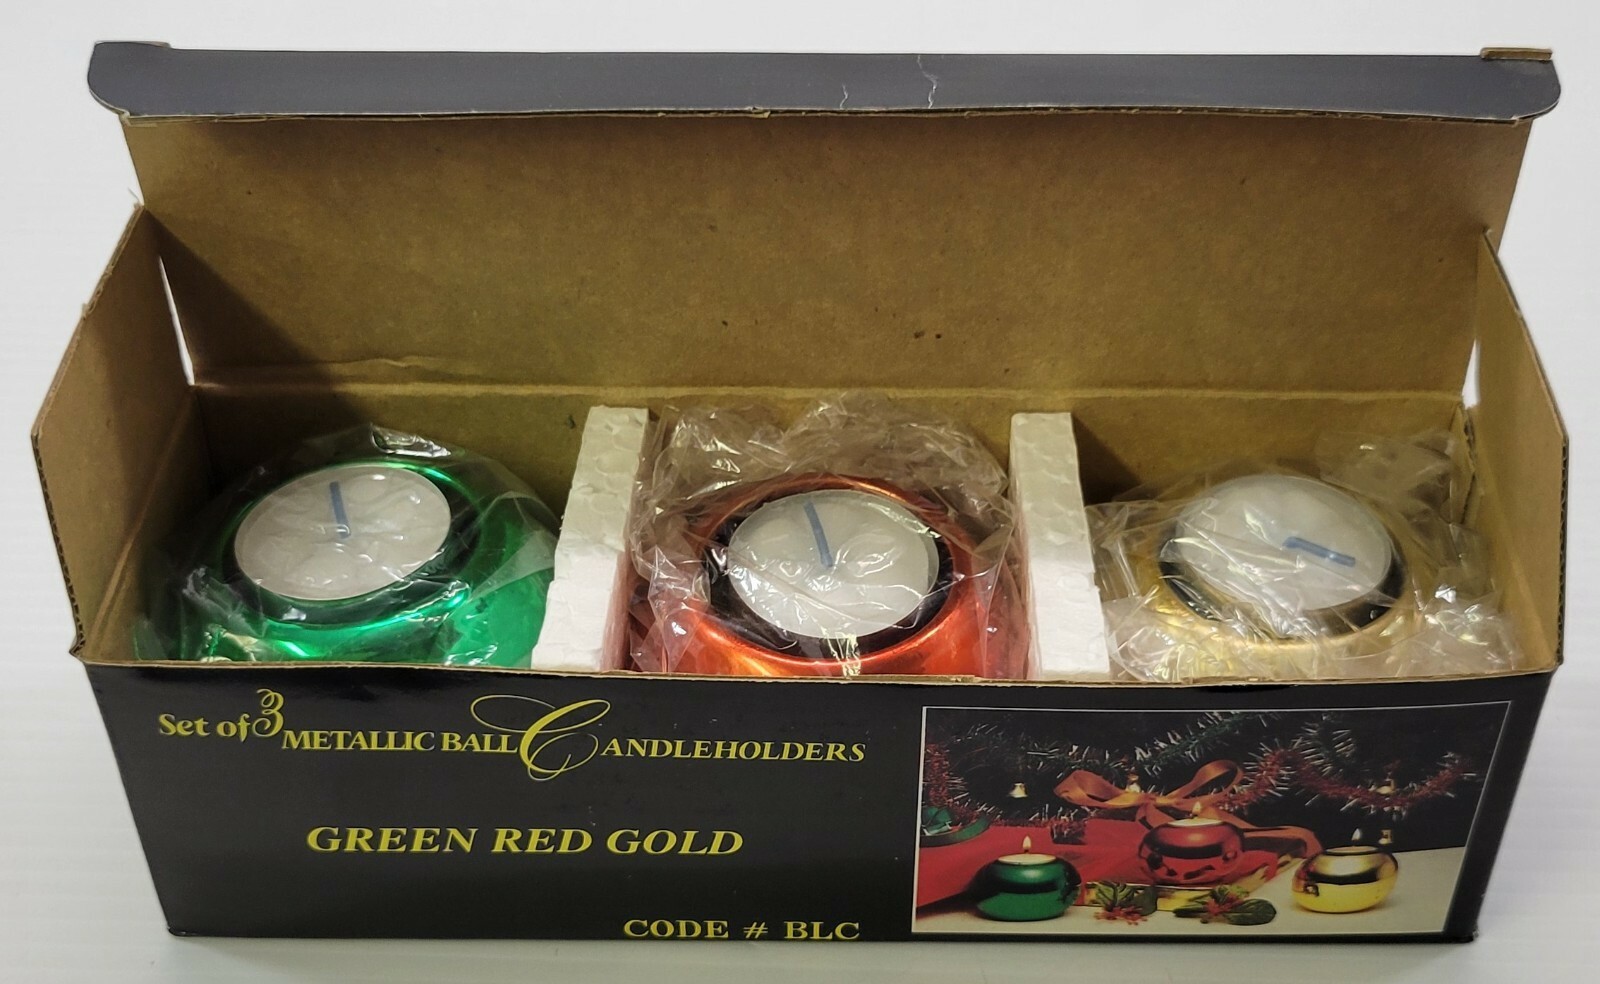 Set of 3 METALLIC BALL CANDLEHOLDERS
GREEN RED GOLD
CODE # BLC